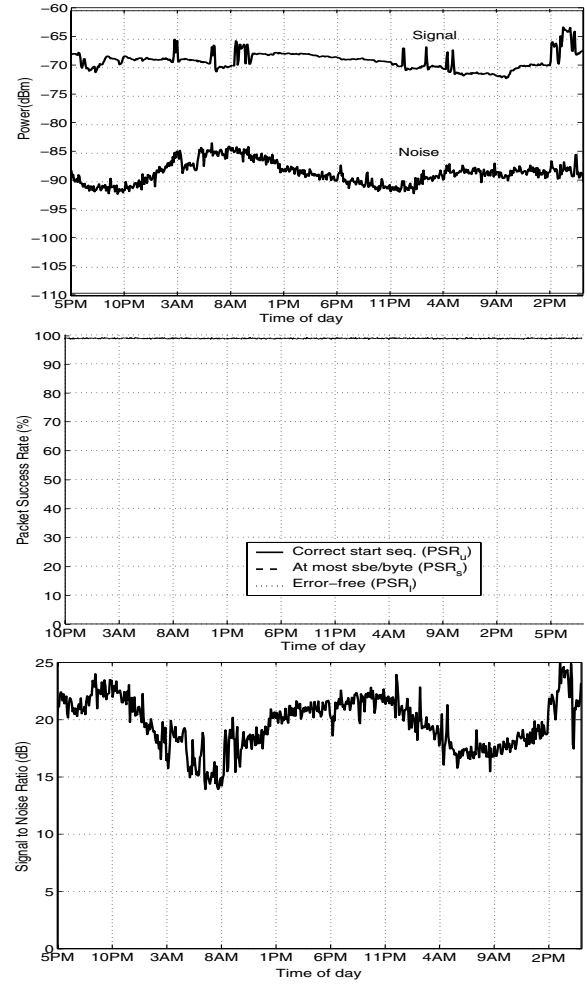 −60
−65
−70
−75
−80
−85
−90
−95
−100
−105
−110
Power(dBm)
Signal
Noise
5PM 10PM 3AM 8AM 1PM 6PM 11PM 4AM 9AM 2PM
Time of day
100
90
80
70
60
50
40
30
20
10
0
Packet Success Rate (%)
Correct start seq. (PSR_u)
At most sbe/byte (PSR_s)
Error−free (PSR_l)
10PM 3AM 8AM 1PM 6PM 11PM 4AM 9AM 2PM 5PM
Time of day
25
20
15
10
5
0
Signal to Noise Ratio (dB)
5PM 10PM 3AM 8AM 1PM 6PM 11PM 4AM 9AM 2PM
Time of day